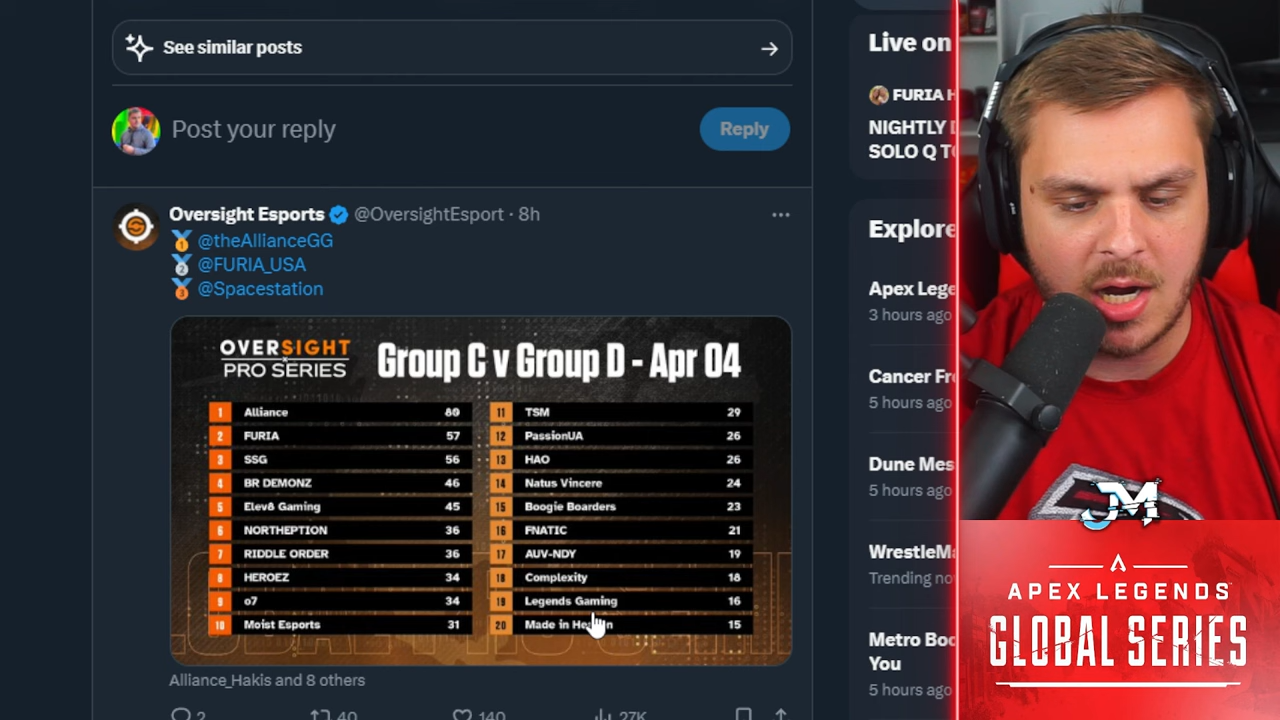 See similar posts
Post your reply
Reply
Oversight Esports @OversightEsport · 8h
@theAllianceGG
@FURIA_USA
@Spacestation
OVERSIGHT
x
PRO SERIES
Group C v Group D - Apr 04
1 Alliance 80
2 FURIA 57
3 SSG 56
4 BR DEMONZ 46
5 Elev8 Gaming 45
6 NORTHEPTION 36
7 RIDDLE ORDER 36
8 HEROEZ 34
9 o7 34
10 Moist Esports 31
11 TSM 29
12 PassionUA 26
13 HAO 26
14 Natus Vincere 24
15 Boogie Boarders 23
16 FNATIC 21
17 AUV-NDY 19
18 Complexity 18
19 Legends Gaming 16
20 Made in 15
Alliance_Hakis and 8 others
2 40 140 27K
Live on
FURIA H
NIGHTLY
SOLO Q T
Explore
Apex Lege
3 hours ago
Cancer Fr
5 hours ago
Dune Mes
5 hours ago
WrestleM
Trending no
Metro Boo
You
5 hours ago
JM
APEX LEGENDS
GLOBAL SERIES